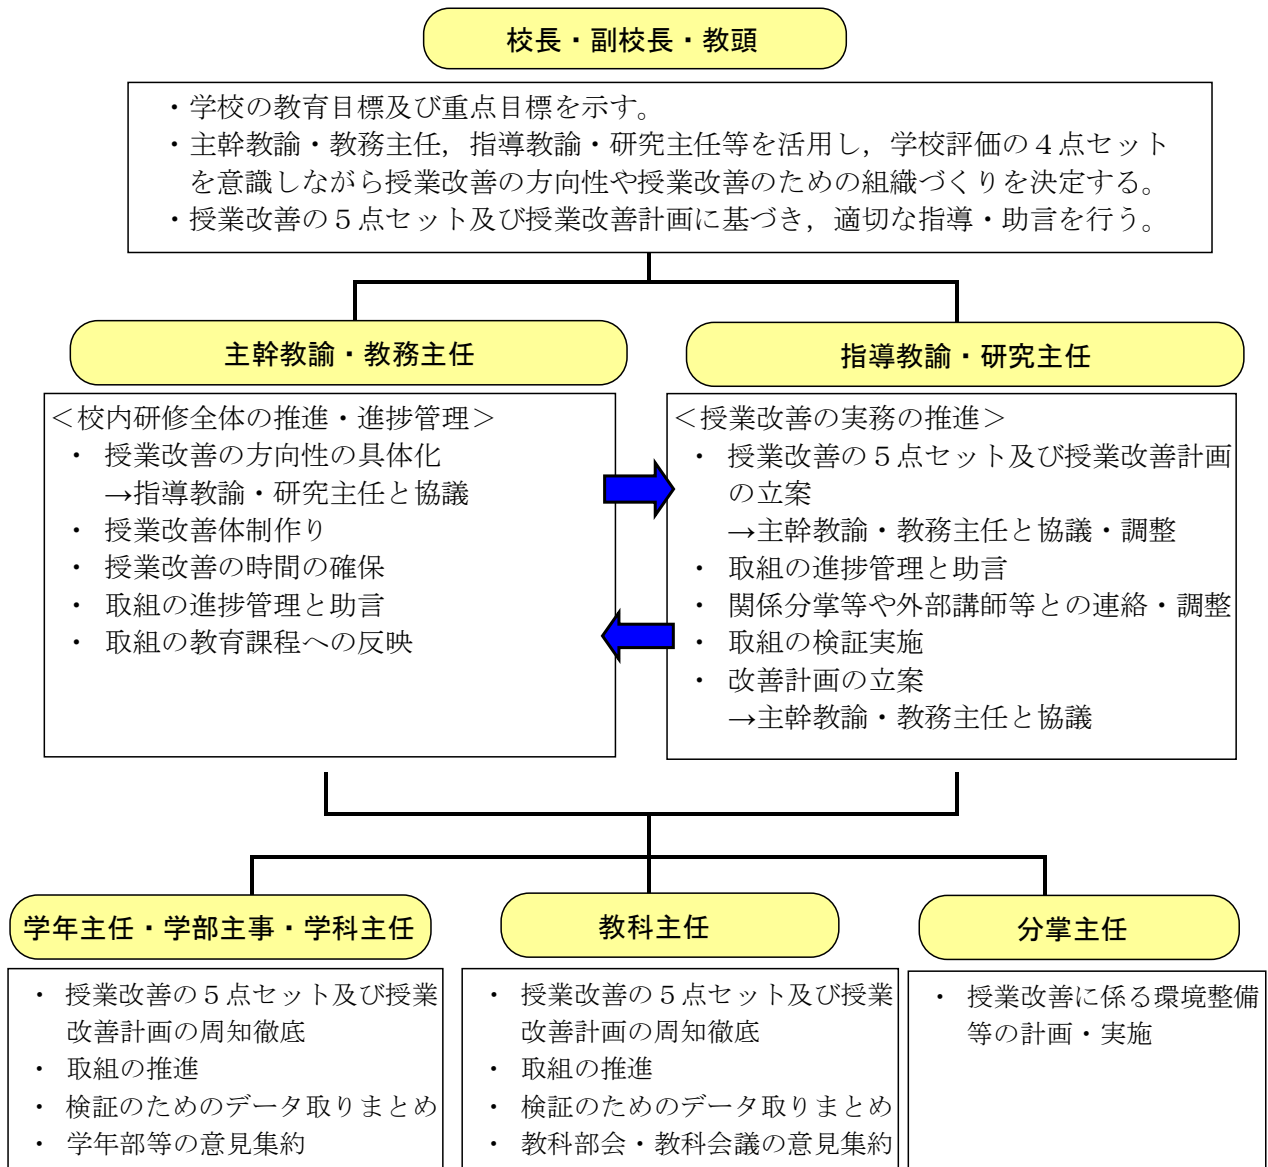 校長・副校長・教頭
・学校の教育目標及び重点目標を示す。
・主幹教諭・教務主任，指導教諭・研究主任等を活用し，学校評価の４点セット
を意識しながら授業改善の方向性や授業改善のための組織づくりを決定する。
・授業改善の５点セット及び授業改善計画に基づき，適切な指導・助言を行う。
主幹教諭・教務主任
＜校内研修全体の推進・進捗管理＞
・ 授業改善の方向性の具体化
→指導教諭・研究主任と協議
・ 授業改善体制作り
・ 授業改善の時間の確保
・ 取組の進捗管理と助言
・ 取組の教育課程への反映
指導教諭・研究主任
＜授業改善の実務の推進＞
・ 授業改善の５点セット及び授業改善計画
の立案
→主幹教諭・教務主任と協議・調整
・ 取組の進捗管理と助言
・ 関係分掌等や外部講師等との連絡・調整
・ 取組の検証実施
・ 改善計画の立案
→主幹教諭・教務主任と協議
学年主任・学部主事・学科主任
・ 授業改善の５点セット及び授業
改善計画の周知徹底
・ 取組の推進
・ 検証のためのデータ取りまとめ
・ 学年部等の意見集約
教科主任
・ 授業改善の５点セット及び授業
改善計画の周知徹底
・ 取組の推進
・ 検証のためのデータ取りまとめ
・ 教科部会・教科会議の意見集約
分掌主任
・ 授業改善に係る環境整備
等の計画・実施